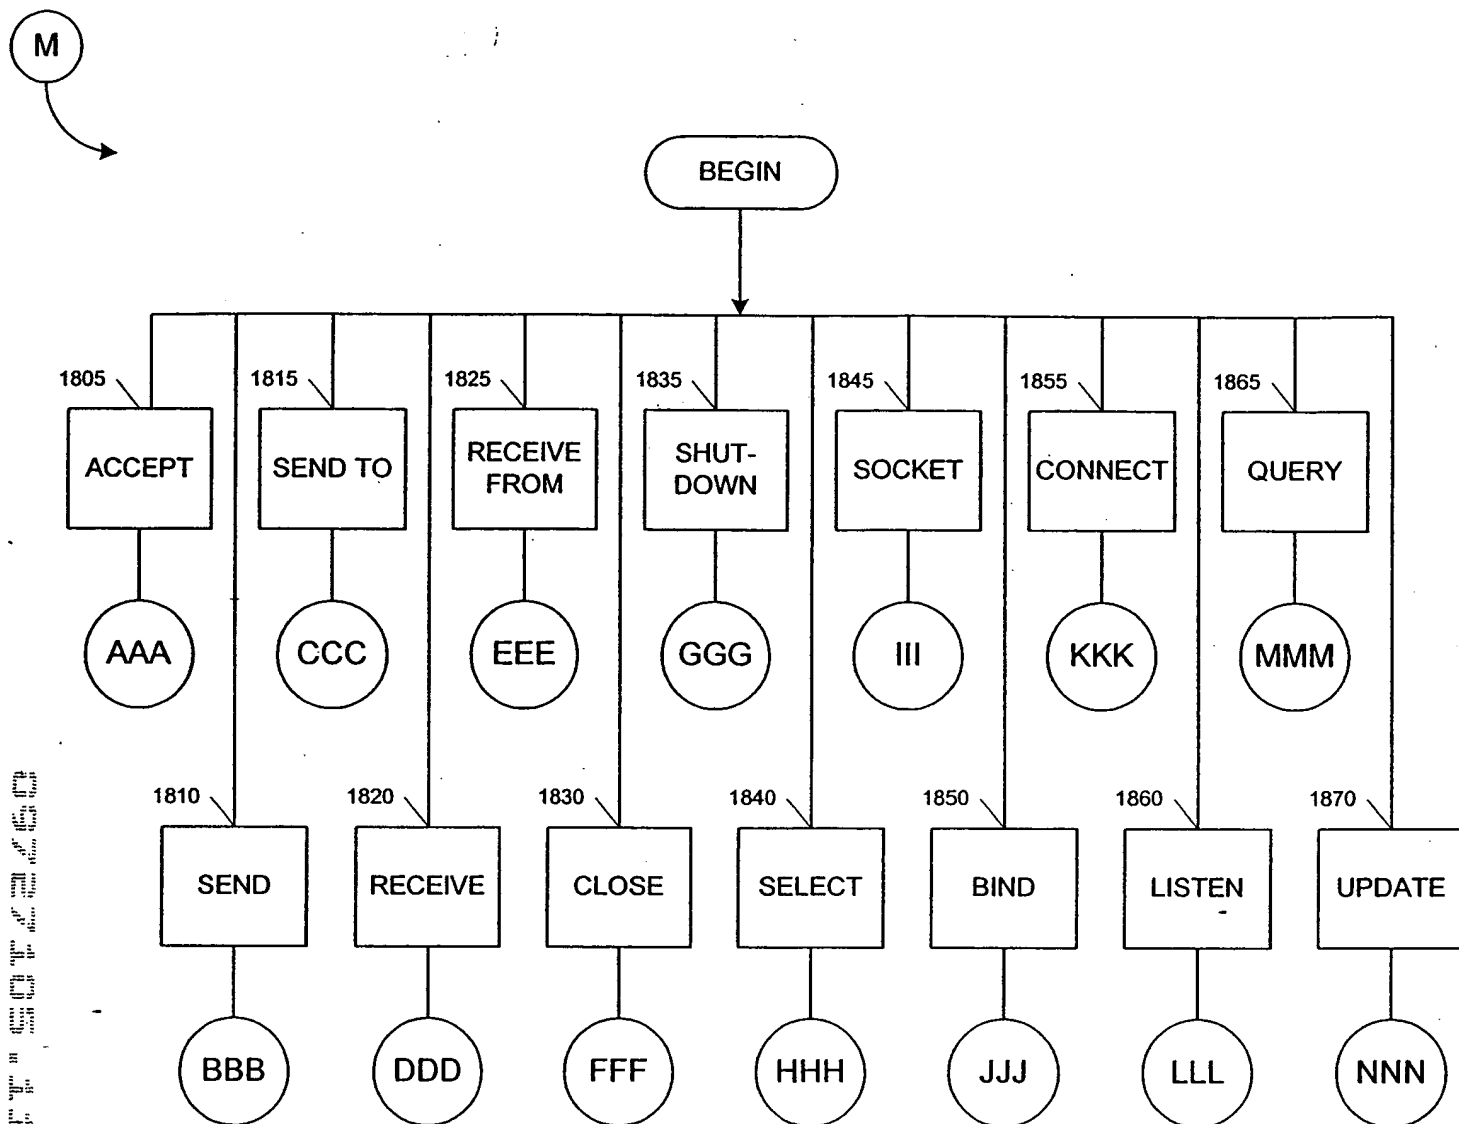 M
BEGIN
1805
1815
1825
1835
1845
1855
1865
ACCEPT
SEND TO
RECEIVE
FROM
SHUT-
DOWN
SOCKET
CONNECT
QUERY
AAA
CCC
EEE
GGG
III
KKK
MMM
1810
1820
1830
1840
1850
1860
1870
SEND
RECEIVE
CLOSE
SELECT
BIND
LISTEN
UPDATE
BBB
DDD
FFF
HHH
JJJ
LLL
NNN